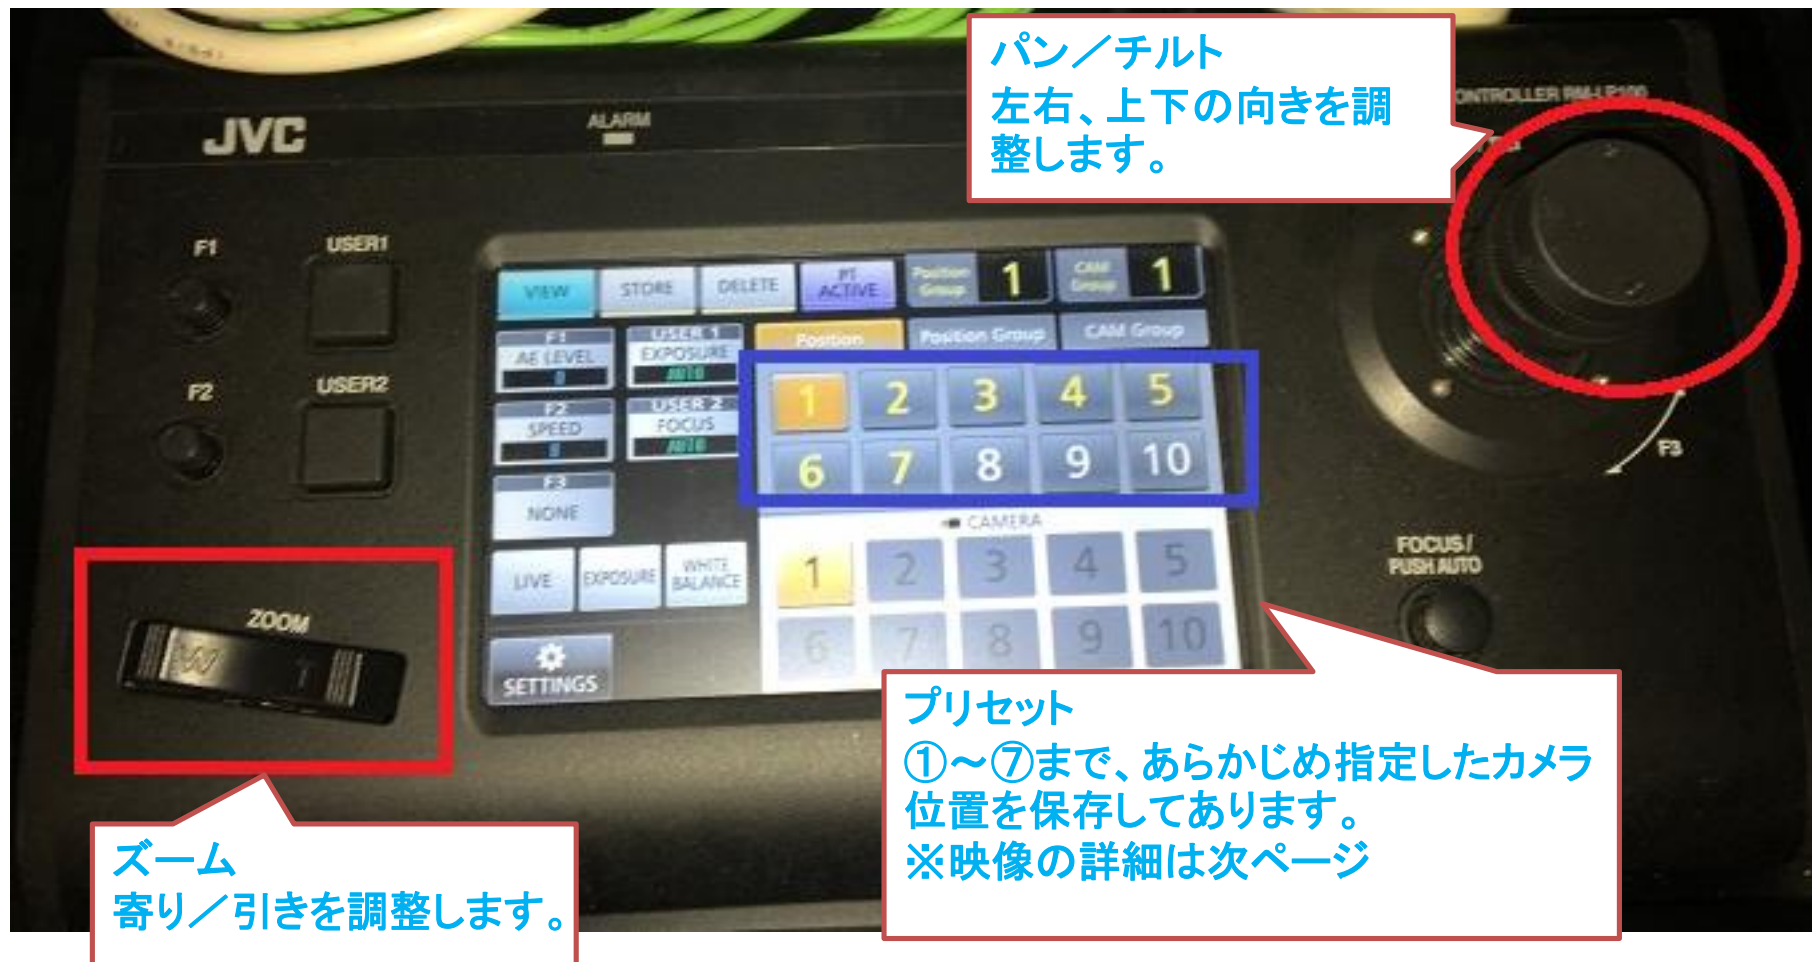 パン／チルト
左右、上下の向きを調
整します。
CONTROLLER RM-LP100
JVC
ALARM
F1 USER1
F2 USER2
VIEW STORE DELETE PT ACTIVE Position Group 1 CAM Group 1
Position Position Group CAM Group
F1
AE LEVEL
0
USER 1
EXPOSURE
AUTO
F2
SPEED
8
USER 2
FOCUS
AUTO
F3
NONE
1 2 3 4 5
6 7 8 9 10
CAMERA
1 2 3 4 5
6 7 8 9 10
LIVE EXPOSURE WHITE BALANCE
SETTINGS
F3
FOCUS /
PUSH AUTO
ZOOM
W T
プリセット
①～⑦まで、あらかじめ指定したカメラ
位置を保存してあります。
※映像の詳細は次ページ
ズーム
寄り／引きを調整します。